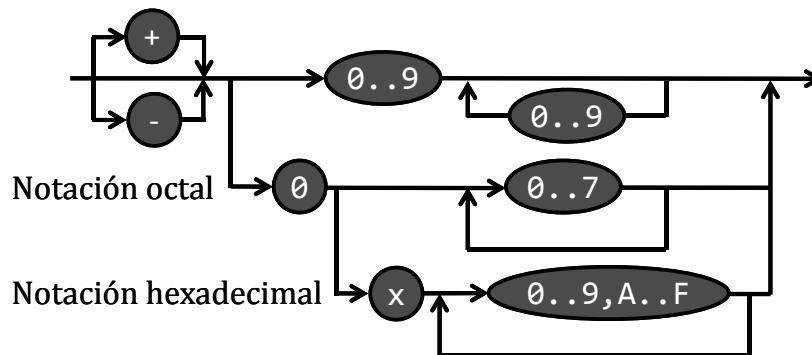 +
0..9
-
0..9
Notación octal
0
0..7
Notación hexadecimal
x
0..9,A..F